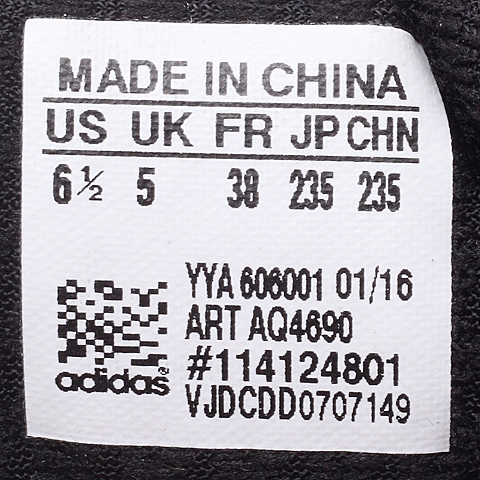 MADE IN CHINA
US UK FR JP CHN
6½ 5 38 235 235
YYA 606001 01/16
ART AQ4690
#114124801
VJDCDD0707149
adidas